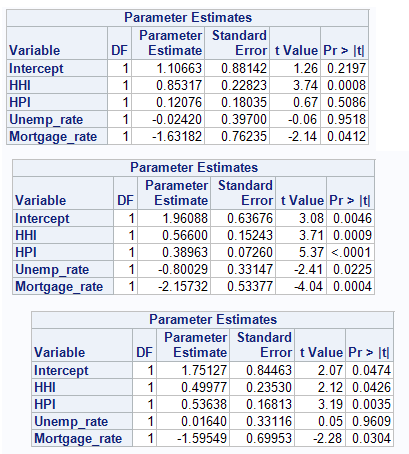 Parameter Estimates
Variable DF Parameter Estimate Standard Error t Value Pr > |t|
Intercept 1 1.10663 0.88142 1.26 0.2197
HHI 1 0.85317 0.22823 3.74 0.0008
HPI 1 0.12076 0.18035 0.67 0.5086
Unemp_rate 1 -0.02420 0.39700 -0.06 0.9518
Mortgage_rate 1 -1.63182 0.76235 -2.14 0.0412
Parameter Estimates
Variable DF Parameter Estimate Standard Error t Value Pr > |t|
Intercept 1 1.96088 0.63676 3.08 0.0046
HHI 1 0.56600 0.15243 3.71 0.0009
HPI 1 0.38963 0.07260 5.37 <.0001
Unemp_rate 1 -0.80029 0.33147 -2.41 0.0225
Mortgage_rate 1 -2.15732 0.53377 -4.04 0.0004
Parameter Estimates
Variable DF Parameter Estimate Standard Error t Value Pr > |t|
Intercept 1 1.75127 0.84463 2.07 0.0474
HHI 1 0.49977 0.23530 2.12 0.0426
HPI 1 0.53638 0.16813 3.19 0.0035
Unemp_rate 1 0.01640 0.33116 0.05 0.9609
Mortgage_rate 1 -1.59549 0.69953 -2.28 0.0304